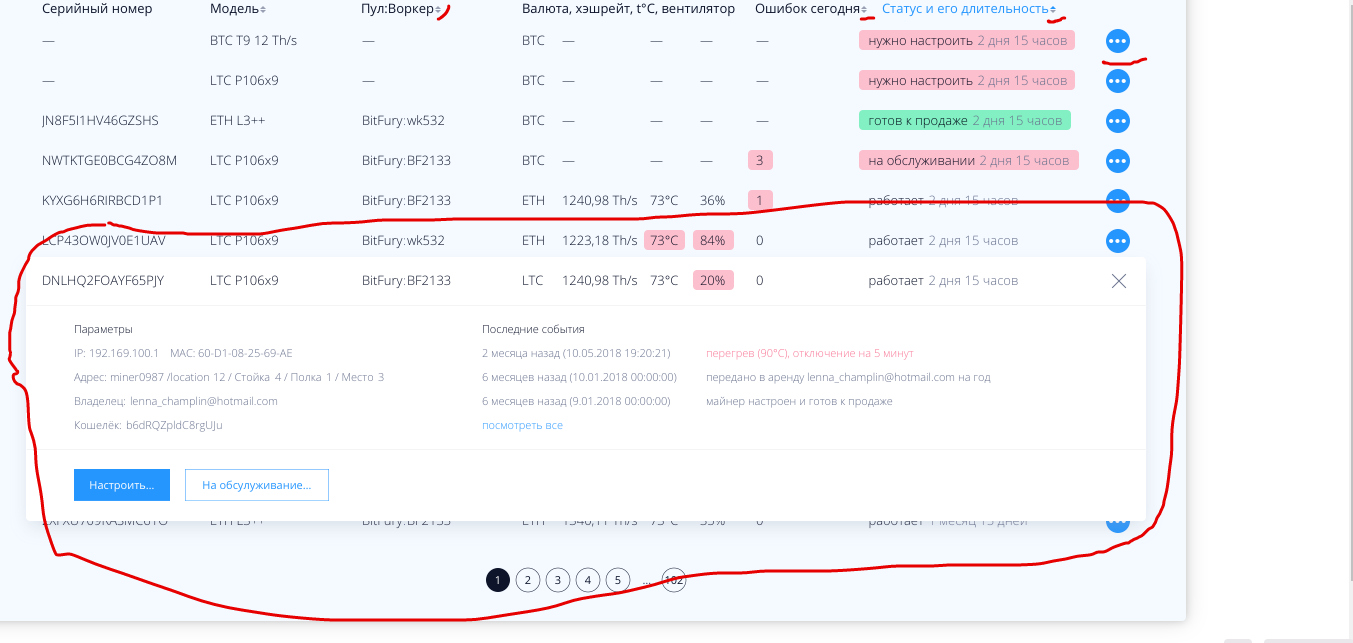 Серийный номер Модель Пул:Воркер Валюта, хэшрейт, t°C, вентилятор Ошибок сегодня Статус и его длительность
— BTC T9 12 Th/s — BTC — — — — нужно настроить 2 дня 15 часов
— LTC P106x9 — BTC — — — — нужно настроить 2 дня 15 часов
JN8F5I1HV46GZSHS ETH L3++ BitFury:wk532 BTC — — — — готов к продаже 2 дня 15 часов
NWTKTGE0BCG4ZO8M LTC P106x9 BitFury:BF2133 BTC — — — 3 на обслуживании 2 дня 15 часов
KYXG6H6RIRBCD1P1 LTC P106x9 BitFury:BF2133 ETH 1240,98 Th/s 73°C 36% 1 работает 2 дня 15 часов
LCP43OW0JV0E1UAV LTC P106x9 BitFury:wk532 ETH 1223,18 Th/s 73°C 84% 0 работает 2 дня 15 часов
DNLHQ2FOAYF65PJY LTC P106x9 BitFury:BF2133 LTC 1240,98 Th/s 73°C 20% 0 работает 2 дня 15 часов
Параметры Последние события
IP: 192.169.100.1 MAC: 60-D1-08-25-69-AE 2 месяца назад (10.05.2018 19:20:21) перегрев (90°C), отключение на 5 минут
Адрес: miner0987 /location 12 / Стойка 4 / Полка 1 / Место 3 6 месяцев назад (10.01.2018 00:00:00) передано в аренду lenna_champlin@hotmail.com на год
Владелец: lenna_champlin@hotmail.com 6 месяцев назад (9.01.2018 00:00:00) майнер настроен и готов к продаже
Кошелёк: b6dRQZpldC8rgUJu посмотреть все
Настроить... На обсулуживание...
ETH L3++ BitFury:BF2133 ETH 73°C 0 работает 1 месяц 15 дней
1 2 3 4 5 ... 102